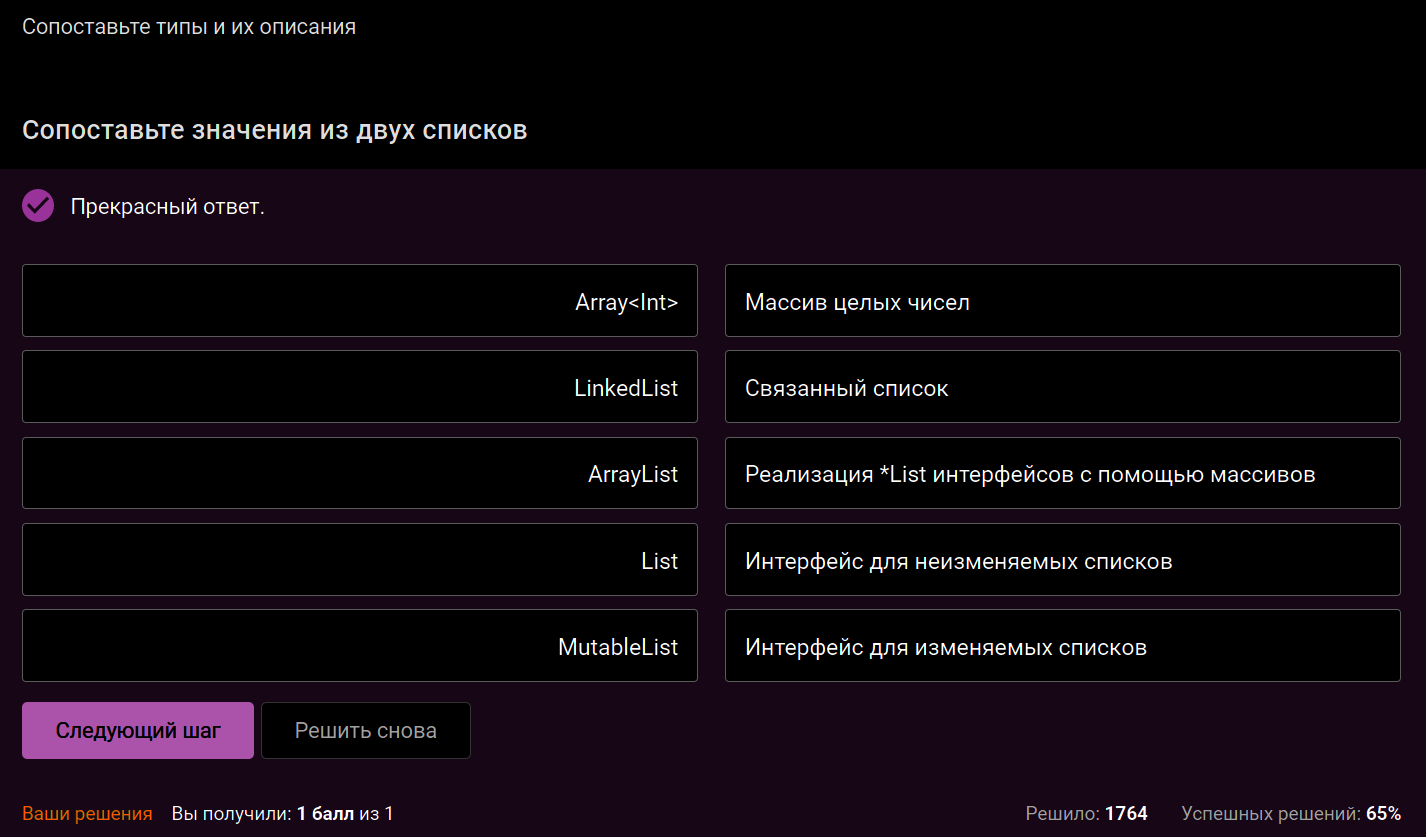 Сопоставьте типы и их описания
Сопоставьте значения из двух списков
Прекрасный ответ.
Array<Int> Массив целых чисел
LinkedList Связанный список
ArrayList Реализация *List интерфейсов с помощью массивов
List Интерфейс для неизменяемых списков
MutableList Интерфейс для изменяемых списков
Следующий шаг Решить снова
Ваши решения Вы получили: 1 балл из 1 Решило: 1764 Успешных решений: 65%